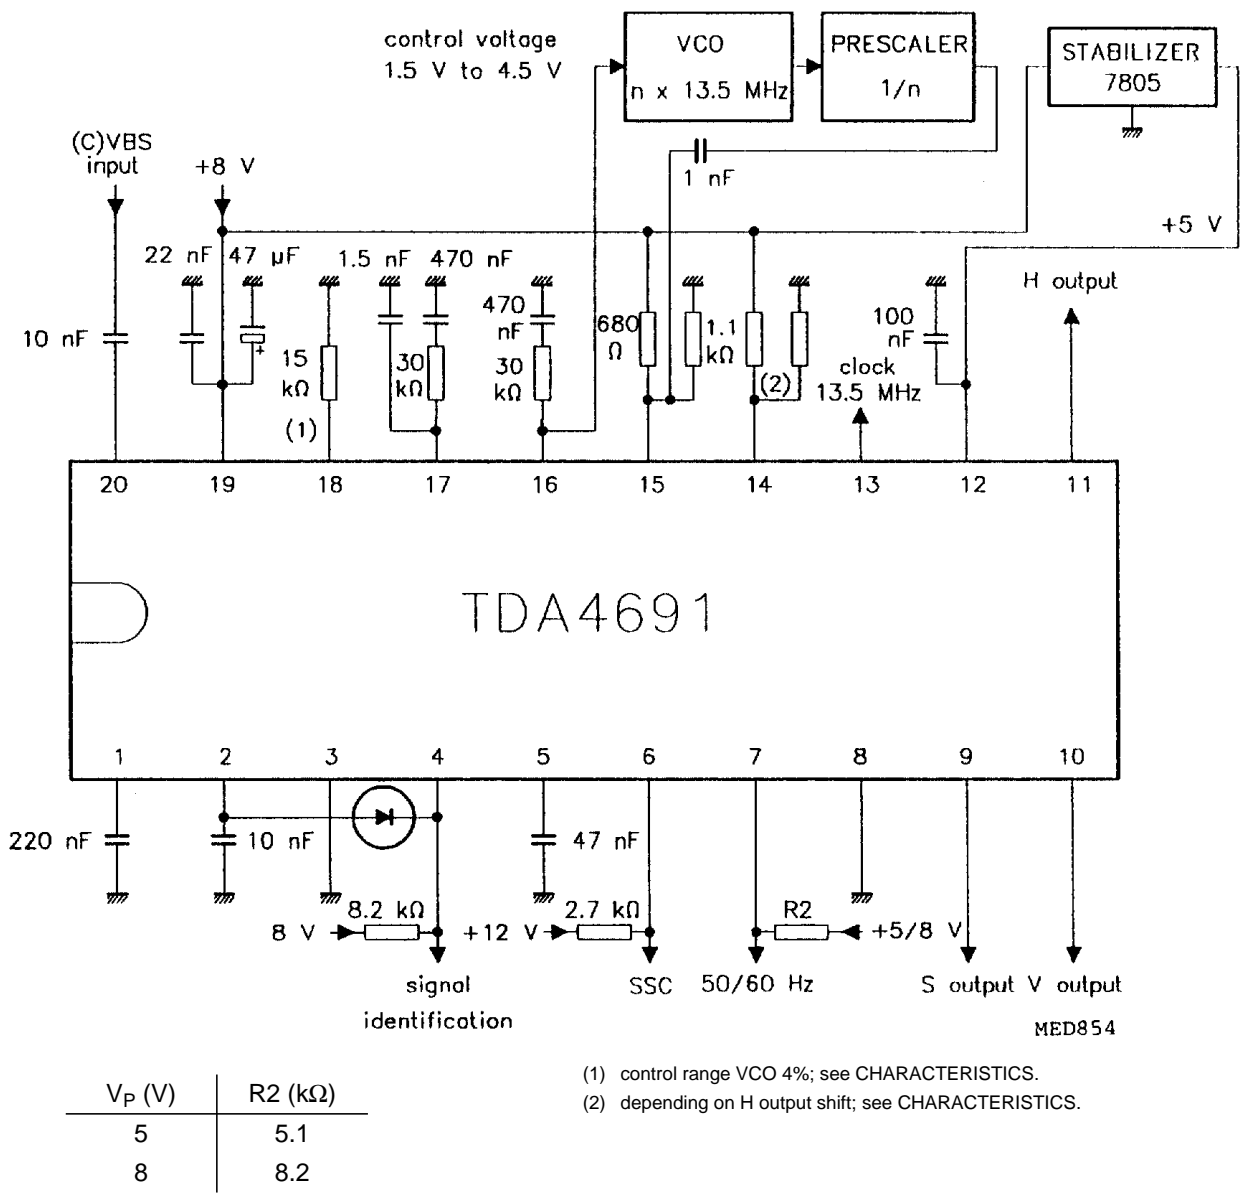 control voltage
1.5 V to 4.5 V
VCO
n x 13.5 MHz
PRESCALER
1/n
STABILIZER
7805
(C)VBS
input
+8 V
1 nF
+5 V
22 nF
47 µF
1.5 nF
470 nF
H output
10 nF
+
15
kΩ
(1)
30
kΩ
470
nF
30
kΩ
680
Ω
1.1
kΩ
(2)
100
nF
clock
13.5 MHz
20 19 18 17 16 15 14 13 12 11
TDA4691
1 2 3 4 5 6 7 8 9 10
220 nF
10 nF
47 nF
8.2 kΩ
2.7 kΩ
R2
8 V
+12 V
+5/8 V
signal
identification
SSC
50/60 Hz
S output
V output
MED854
VP (V) R2 (kΩ)
5 5.1
8 8.2
(1) control range VCO 4%; see CHARACTERISTICS.
(2) depending on H output shift; see CHARACTERISTICS.